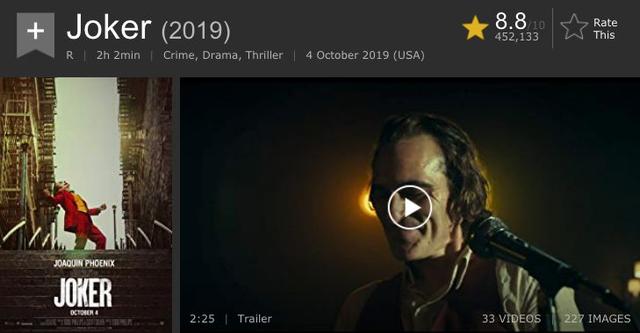 + Joker (2019)
8.8/10
452,133
Rate
This
R | 2h 2min | Crime, Drama, Thriller | 4 October 2019 (USA)
JOAQUIN PHOENIX
JOKER
OCTOBER 4
2:25 | Trailer
33 VIDEOS | 227 IMAGES